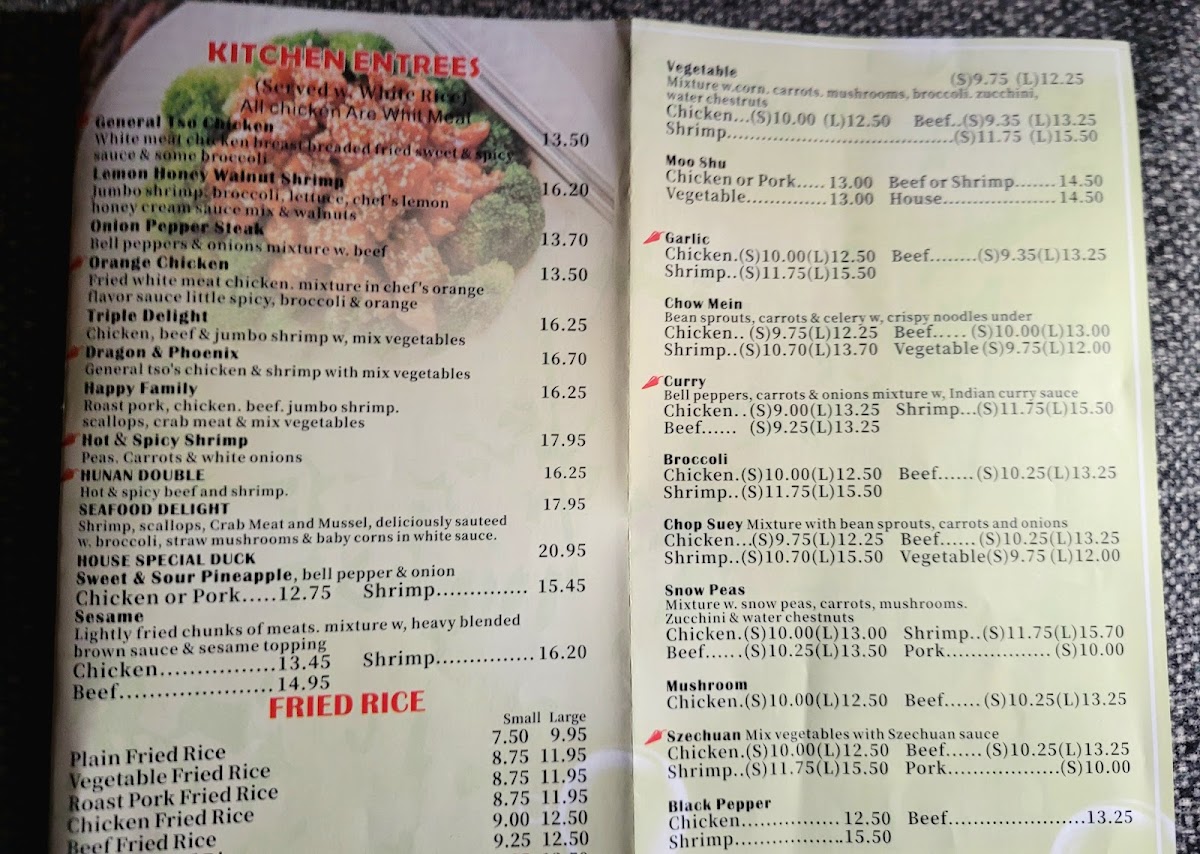 KITCHEN ENTREES
(Served w. White Rice)
All chicken Are Whit Meat
General Tso Chicken 13.50
White meat chicken breast breaded fried sweet & spicy
sauce & some broccoli
Lemon Honey Walnut Shrimp 16.20
Jumbo shrimp, broccoli, lettuce, chef's lemon
honey cream sauce mix & walnuts
Onion Pepper Steak 13.70
Bell peppers & onions mixture w. beef
Orange Chicken 13.50
Fried white meat chicken. mixture in chef's orange
flavor sauce little spicy, broccoli & orange
Triple Delight 16.25
Chicken, beef & jumbo shrimp w, mix vegetables
Dragon & Phoenix 16.70
General tso's chicken & shrimp with mix vegetables
Happy Family 16.25
Roast pork, chicken. beef. jumbo shrimp.
scallops, crab meat & mix vegetables
Hot & Spicy Shrimp 17.95
Peas. Carrots & white onions
HUNAN DOUBLE 16.25
Hot & spicy beef and shrimp.
SEAFOOD DELIGHT 17.95
Shrimp, scallops, Crab Meat and Mussel, deliciously sauteed
w. broccoli, straw mushrooms & baby corns in white sauce.
HOUSE SPECIAL DUCK 20.95
Sweet & Sour Pineapple, bell pepper & onion
Chicken or Pork.....12.75 Shrimp.............. 15.45
Sesame
Lightly fried chunks of meats. mixture w, heavy blended
brown sauce & sesame topping
Chicken................13.45 Shrimp...............16.20
Beef......................14.95
FRIED RICE
Small Large
Plain Fried Rice 7.50 9.95
Vegetable Fried Rice 8.75 11.95
Roast Pork Fried Rice 8.75 11.95
Chicken Fried Rice 8.75 11.95
Beef Fried Rice 9.00 12.50
9.25 12.50
Vegetable (S)9.75 (L)12.25
Mixture w.corn. carrots. mushrooms, broccoli. zucchini,
water chestruts
Chicken...(S)10.00 (L)12.50 Beef..(S)9.35 (L)13.25
Shrimp.................................(S)11.75 (L)15.50
Moo Shu
Chicken or Pork..... 13.00 Beef or Shrimp....... 14.50
Vegetable.............. 13.00 House.................... 14.50
Garlic
Chicken.(S)10.00(L)12.50 Beef........(S)9.35(L)13.25
Shrimp..(S)11.75(L)15.50
Chow Mein
Bean sprouts, carrots & celery w, crispy noodles under
Chicken.. (S)9.75(L)12.25 Beef..... (S)10.00(L)13.00
Shrimp..(S)10.70(L)13.70 Vegetable(S)9.75(L)12.00
Curry
Bell peppers, carrots & onions mixture w, Indian curry sauce
Chicken..(S)9.00(L)13.25 Shrimp...(S)11.75(L)15.50
Beef...... (S)9.25(L)13.25
Broccoli
Chicken.(S)10.00(L)12.50 Beef......(S)10.25(L)13.25
Shrimp..(S)11.75(L)15.50
Chop Suey Mixture with bean sprouts, carrots and onions
Chicken...(S)9.75(L)12.25 Beef...... (S)10.25(L)13.25
Shrimp..(S)10.70(L)15.50 Vegetable(S)9.75 (L)12.00
Snow Peas
Mixture w. snow peas, carrots, mushrooms.
Zucchini & water chestnuts
Chicken.(S)10.00(L)13.00 Shrimp..(S)11.75(L)15.70
Beef......(S)10.25(L)13.50 Pork.................. (S)10.00
Mushroom
Chicken.(S)10.00(L)12.50 Beef......(S)10.25(L)13.25
Szechuan Mix vegetables with Szechuan sauce
Chicken.(S)10.00(L)12.50 Beef......(S)10.25(L)13.25
Shrimp..(S)11.75(L)15.50 Pork...................(S)10.00
Black Pepper
Chicken................ 12.50 Beef.......................13.25
Shrimp..................15.50